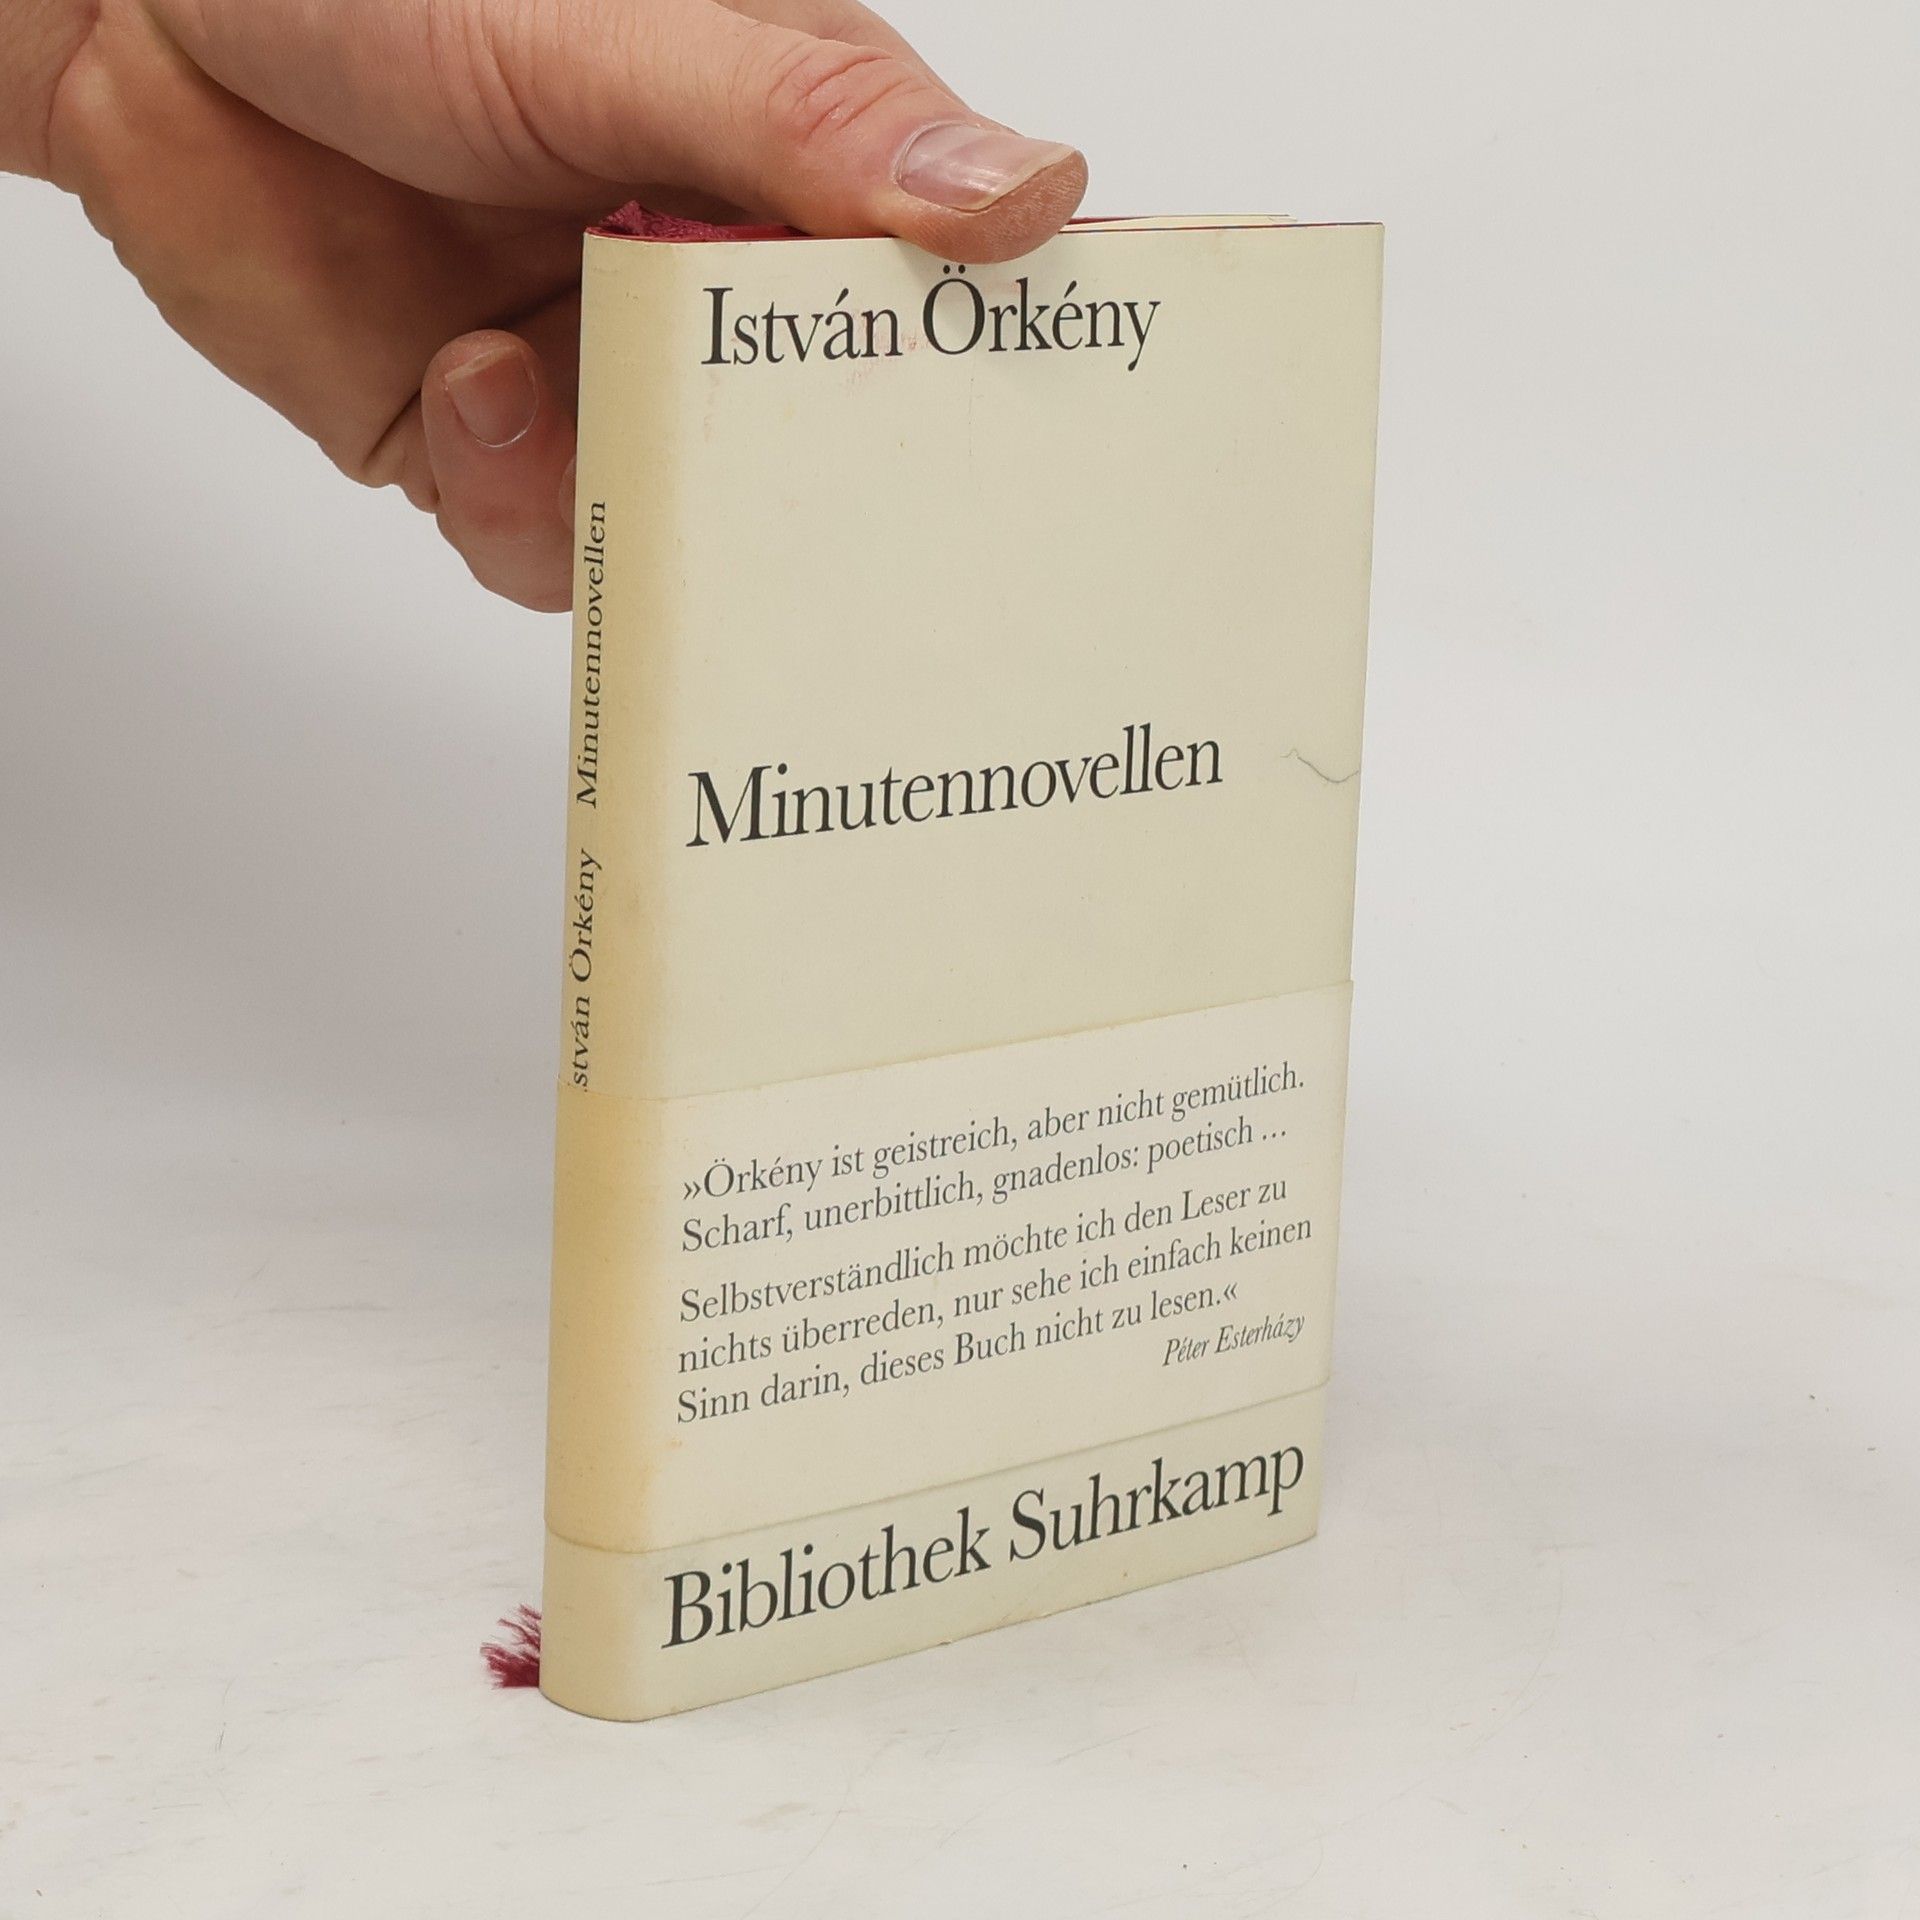 István Örkény
Minutennovellen
»Örkény ist geistreich, aber nicht gemütlich.
Scharf, unerbittlich, gnadenlos: poetisch ...
Selbstverständlich möchte ich den Leser zu
nichts überreden, nur sehe ich einfach keinen
Sinn darin, dieses Buch nicht zu lesen.«
Péter Esterházy
Bibliothek Suhrkamp
stván Örkény Minutennovellen